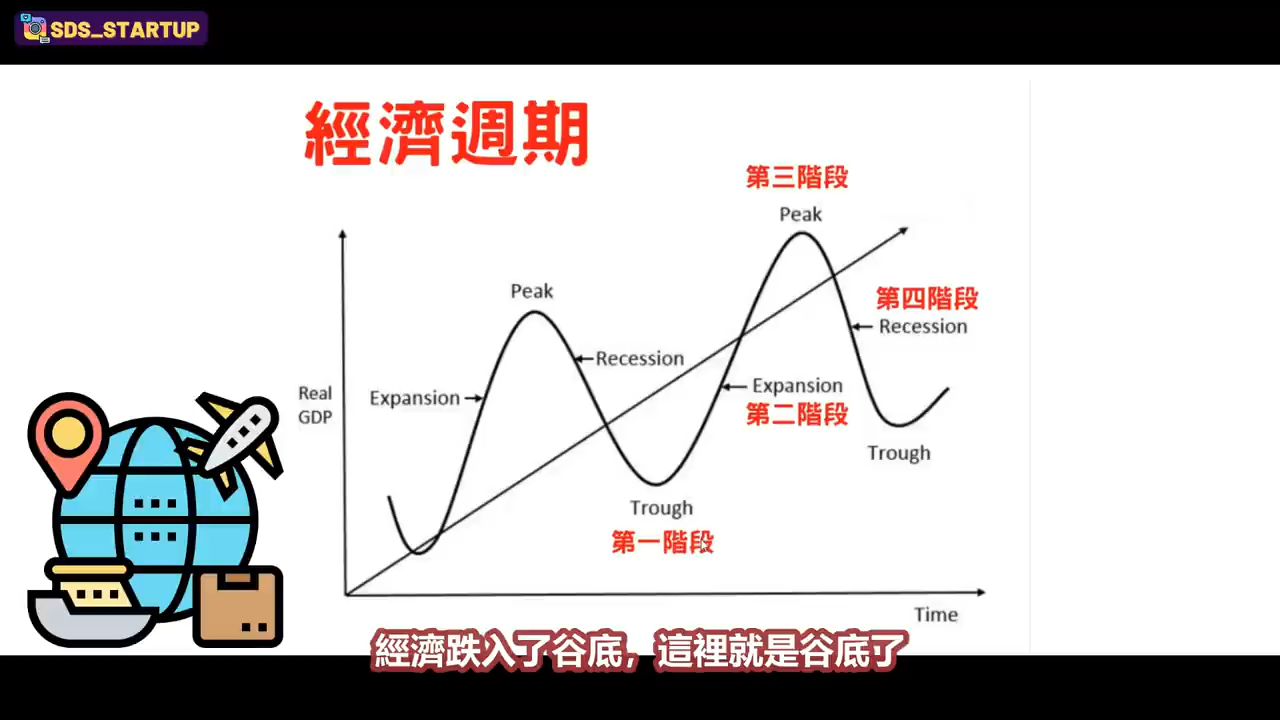 SDS_STARTUP
經濟週期
第三階段
Peak
第四階段
Recession
Peak
Recession
Expansion
Expansion
第二階段
Real
GDP
Trough
Trough
第一階段
Time
經濟跌入了谷底，這裡就是谷底了